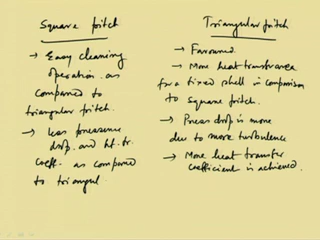 Square pitch
→ Easy cleaning
operation as
compared to
triangular pitch.
→ Less pressure
drop and ht. tr.
coeff. as compared
to triangul.
Triangular pitch
→ Favoured.
→ More heat transf area
for a fixed shell in comparison
to square pitch.
→ Press drop is more
due to more turbulence
→ More heat transfer
coefficient is achieved.